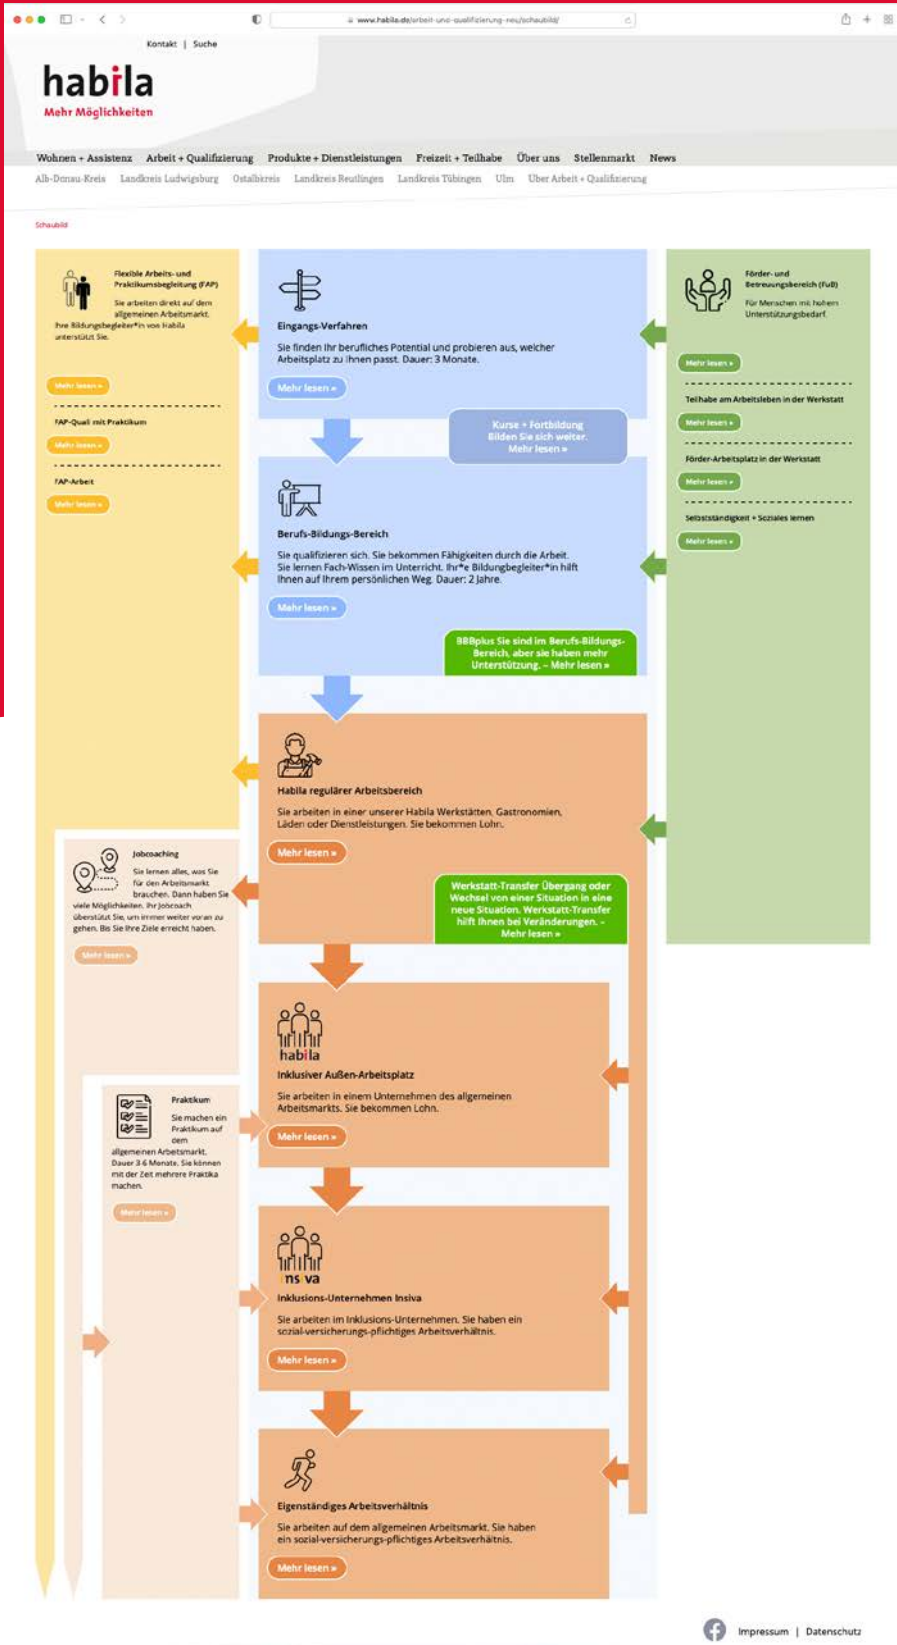 www.habila.de/arbeit-und-qualifizierung-neu/schaubild/
Kontakt | Suche
habila
Mehr Möglichkeiten
Wohnen + Assistenz Arbeit + Qualifizierung Produkte + Dienstleistungen Freizeit + Teilhabe Über uns Stellenmarkt News
Alb-Donau-Kreis Landkreis Ludwigsburg Ostalbkreis Landkreis Reutlingen Landkreis Tübingen Ulm Über Arbeit + Qualifizierung
Schaubild
Flexible Arbeits- und
Praktikumsbegleitung (FAP)
Sie arbeiten direkt auf dem
allgemeinen Arbeitsmarkt.
Ihre Bildungsbegleiter*in von Habila
unterstützt Sie.
Mehr lesen »
FAP-Quali mit Praktikum
Mehr lesen »
FAP-Arbeit
Mehr lesen »
Eingangs-Verfahren
Sie finden Ihr berufliches Potential und probieren aus, welcher
Arbeitsplatz zu Ihnen passt. Dauer: 3 Monate.
Mehr lesen »
Kurse + Fortbildung
Bilden Sie sich weiter.
Mehr lesen »
Berufs-Bildungs-Bereich
Sie qualifizieren sich. Sie bekommen Fähigkeiten durch die Arbeit.
Sie lernen Fach-Wissen im Unterricht. Ihr*e Bildungbegleiter*in hilft
Ihnen auf Ihrem persönlichen Weg. Dauer: 2 Jahre.
Mehr lesen »
BBBplus Sie sind im Berufs-Bildungs-
Bereich, aber sie haben mehr
Unterstützung. – Mehr lesen »
Förder- und
Betreuungsbereich (FuB)
Für Menschen mit hohem
Unterstützungsbedarf.
Mehr lesen »
Teilhabe am Arbeitsleben in der Werkstatt
Mehr lesen »
Förder-Arbeitsplatz in der Werkstatt
Mehr lesen »
Selbstständigkeit + Soziales lernen
Mehr lesen »
Habila regulärer Arbeitsbereich
Sie arbeiten in einer unserer Habila Werkstätten, Gastronomien,
Läden oder Dienstleistungen. Sie bekommen Lohn.
Mehr lesen »
Werkstatt-Transfer Übergang oder
Wechsel von einer Situation in eine
neue Situation. Werkstatt-Transfer
hilft Ihnen bei Veränderungen. –
Mehr lesen »
Jobcoaching
Sie lernen alles, was Sie
für den Arbeitsmarkt
brauchen. Dann haben Sie
viele Möglichkeiten. Ihr Jobcoach
überstützt Sie, um immer weiter voran zu
gehen. Bis Sie Ihre Ziele erreicht haben.
Mehr lesen »
habila
Inklusiver Außen-Arbeitsplatz
Sie arbeiten in einem Unternehmen des allgemeinen
Arbeitsmarkts. Sie bekommen Lohn.
Mehr lesen »
Praktikum
Sie machen ein
Praktikum auf
dem
allgemeinen Arbeitsmarkt.
Dauer 3-6 Monate. Sie können
mit der Zeit mehrere Praktika
machen.
Mehr lesen »
insiva
Inklusions-Unternehmen Insiva
Sie arbeiten im Inklusions-Unternehmen. Sie haben ein
sozial-versicherungs-pflichtiges Arbeitsverhältnis.
Mehr lesen »
Eigenständiges Arbeitsverhältnis
Sie arbeiten auf dem allgemeinen Arbeitsmarkt. Sie haben
ein sozial-versicherungs-pflichtiges Arbeitsverhältnis.
Mehr lesen »
Impressum | Datenschutz